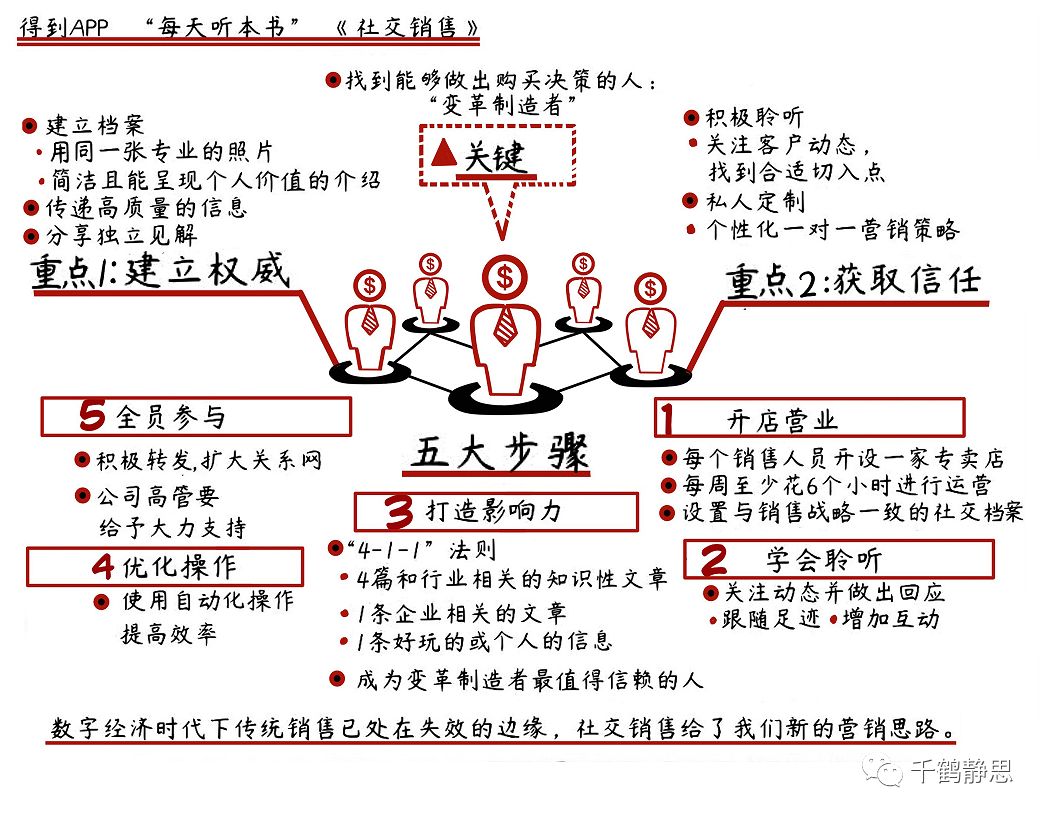 得到APP “每天听本书” 《社交销售》
找到能够做出购买决策的人：
“变革制造者”
关键
建立档案
用同一张专业的照片
简洁且能呈现个人价值的介绍
传递高质量的信息
分享独立见解
重点1:建立权威
积极聆听
关注客户动态，
找到合适切入点
私人定制
个性化一对一营销策略
重点2:获取信任
$
$
$
$
$
五大步骤
1 开店营业
每个销售人员开设一家专卖店
每周至少花6个小时进行运营
设置与销售战略一致的社交档案
2 学会聆听
关注动态并做出回应
跟随足迹 增加互动
3 打造影响力
“4-1-1”法则
4篇和行业相关的知识性文章
1条企业相关的文章
1条好玩的或个人的信息
成为变革制造者最值得信赖的人
4 优化操作
使用自动化操作
提高效率
5 全员参与
积极转发,扩大关系网
公司高管要
给予大力支持
数字经济时代下传统销售已处在失效的边缘，社交销售给了我们新的营销思路。
千鹤静思